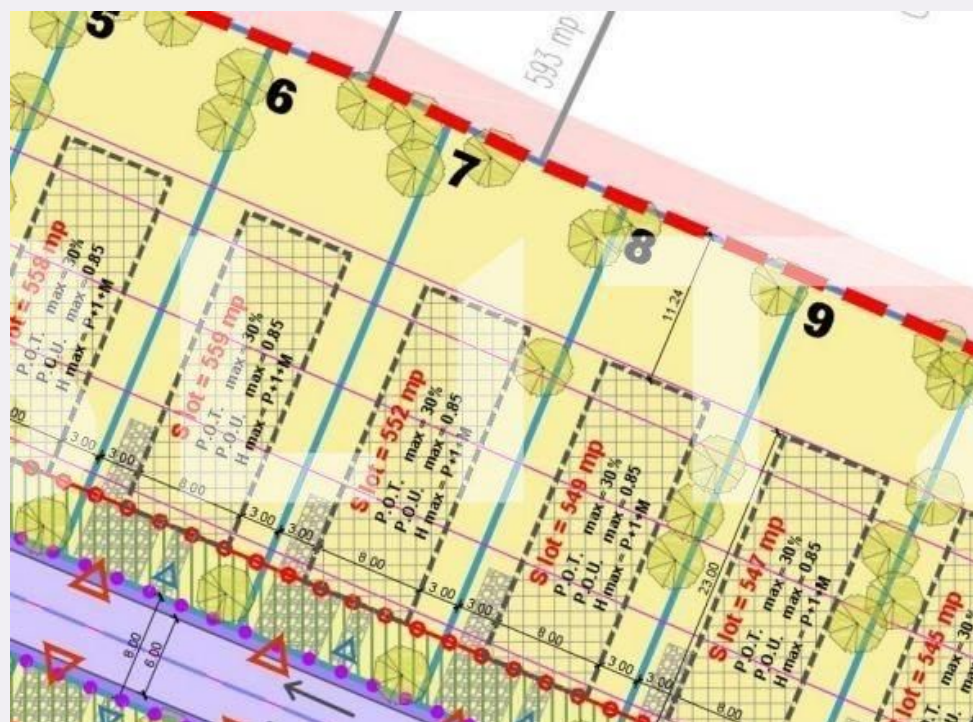 5
6
7
8
9
593 mp
S lot = 558 mp
P.O.T. max = 30%
P.O.U. max = 0.85
H max = P+1+M
S lot = 559 mp
P.O.T. max = 30%
P.O.U. max = 0.85
H max = P+1+M
S lot = 552 mp
P.O.T. max = 30%
P.O.U. max = 0.85
H max = P+1+M
S lot = 549 mp
P.O.T. max = 30%
P.O.U. max = 0.85
H max = P+1+M
S lot = 547 mp
P.O.T. max = 30%
P.O.U. max = 0.85
H max = P+1+M
S lot = 545 mp
P.O.T.
11.24
23.00
3.00
3.00
8.00
3.00
3.00
8.00
3.00
3.00
8.00
3.00
3.00
8.00
8.00
6.00